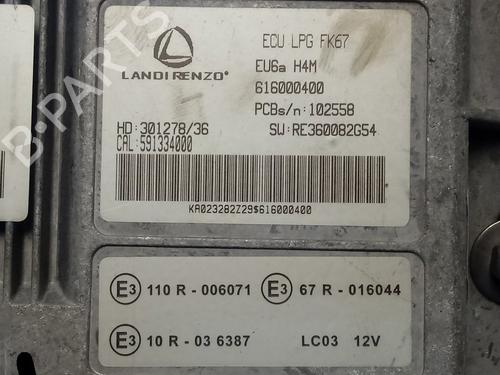 LANDIRENZO®
ECU LPG FK67
EU6a H4M
616000400
PCBs/n:102558
HD:301278/36
SW:RE360082G54
CAL:591334000
KA023282Z29$616000400
E3 110 R - 006071
E3 67 R - 016044
E3 10 R - 03 6387
LC03 12V